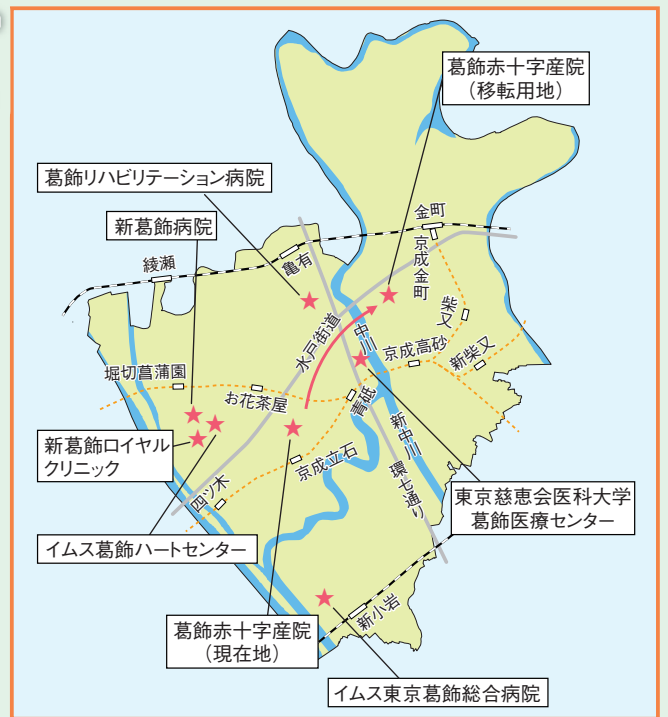 葛飾赤十字産院
（移転用地）
葛飾リハビリテーション病院
新葛飾病院
金町
京成金町
亀有
綾瀬
柴又
水戸街道
中川
京成高砂
新柴又
堀切菖蒲園
お花茶屋
青砥
新中川
新葛飾ロイヤル
クリニック
京成立石
環七通り
四ツ木
東京慈恵会医科大学
葛飾医療センター
イムス葛飾ハートセンター
葛飾赤十字産院
（現在地）
新小岩
イムス東京葛飾総合病院